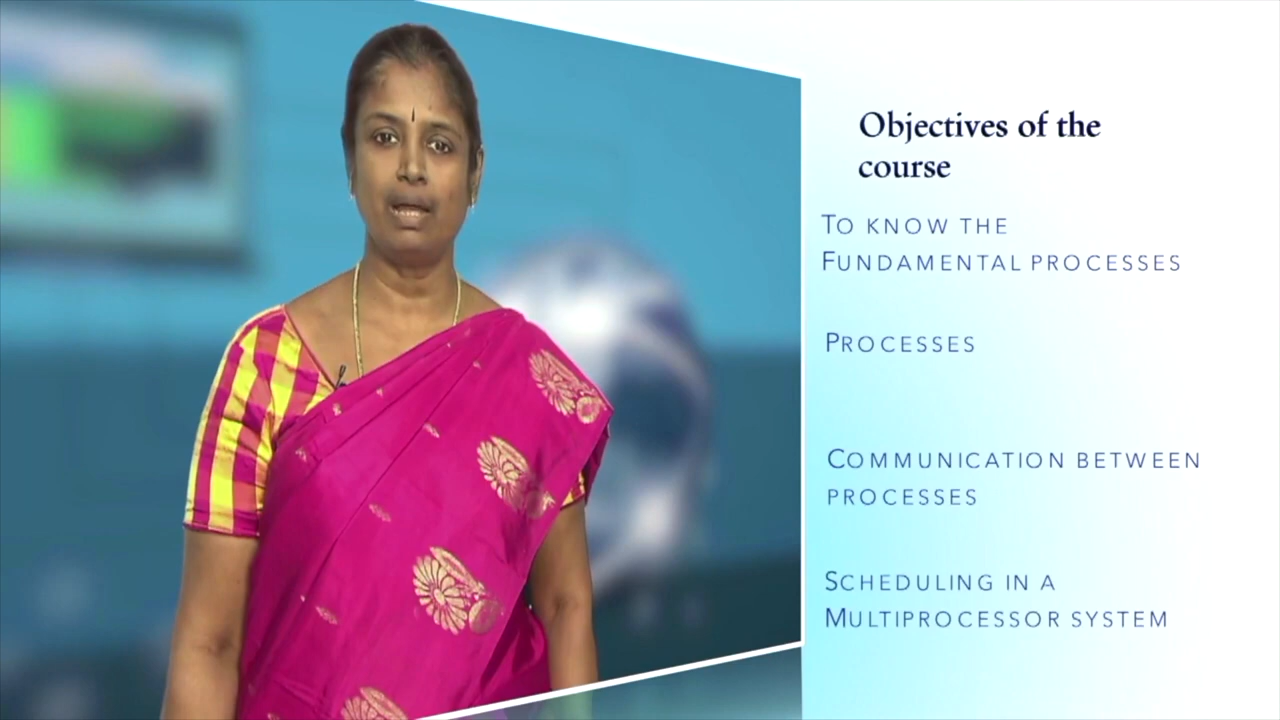 Objectives of the
course
To know the
Fundamental processes
Processes
Communication between
processes
Scheduling in a
Multiprocessor system